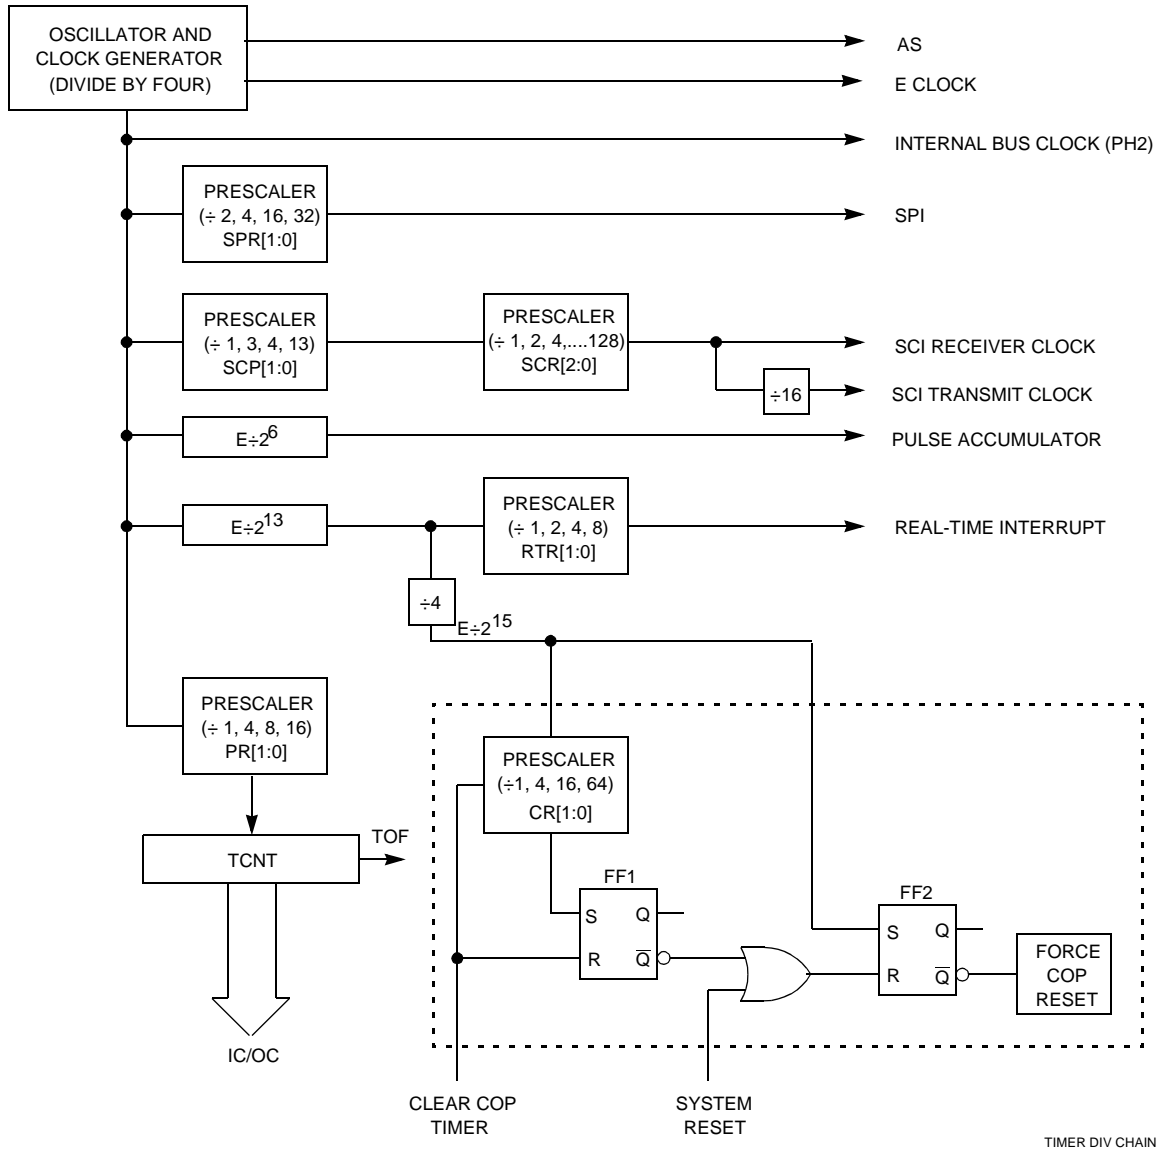 OSCILLATOR AND
CLOCK GENERATOR
(DIVIDE BY FOUR)
AS
E CLOCK
INTERNAL BUS CLOCK (PH2)
PRESCALER
(÷ 2, 4, 16, 32)
SPR[1:0]
SPI
PRESCALER
(÷ 1, 3, 4, 13)
SCP[1:0]
PRESCALER
(÷ 1, 2, 4,....128)
SCR[2:0]
SCI RECEIVER CLOCK
÷16
SCI TRANSMIT CLOCK
E÷2⁶
PULSE ACCUMULATOR
E÷2¹³
PRESCALER
(÷ 1, 2, 4, 8)
RTR[1:0]
REAL-TIME INTERRUPT
÷4
E÷2¹⁵
PRESCALER
(÷ 1, 4, 8, 16)
PR[1:0]
PRESCALER
(÷1, 4, 16, 64)
CR[1:0]
TCNT
TOF
IC/OC
FF1
S Q
R Q̅
FF2
S Q
R Q̅
FORCE
COP
RESET
CLEAR COP
TIMER
SYSTEM
RESET
TIMER DIV CHAIN